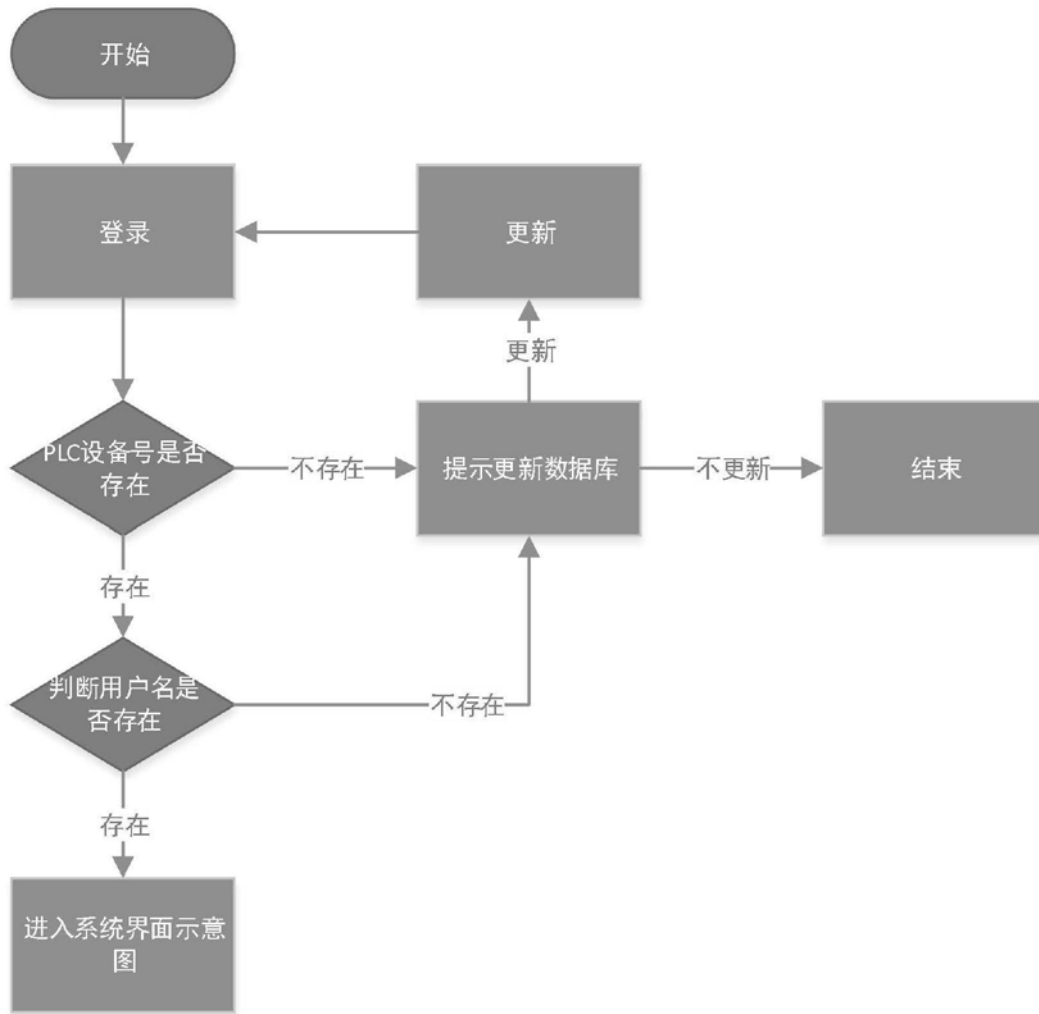 开始
登录
更新
更新
PLC设备号是否
存在
不存在
提示更新数据库
不更新
结束
存在
判断用户名是
否存在
不存在
存在
进入系统界面示意
图